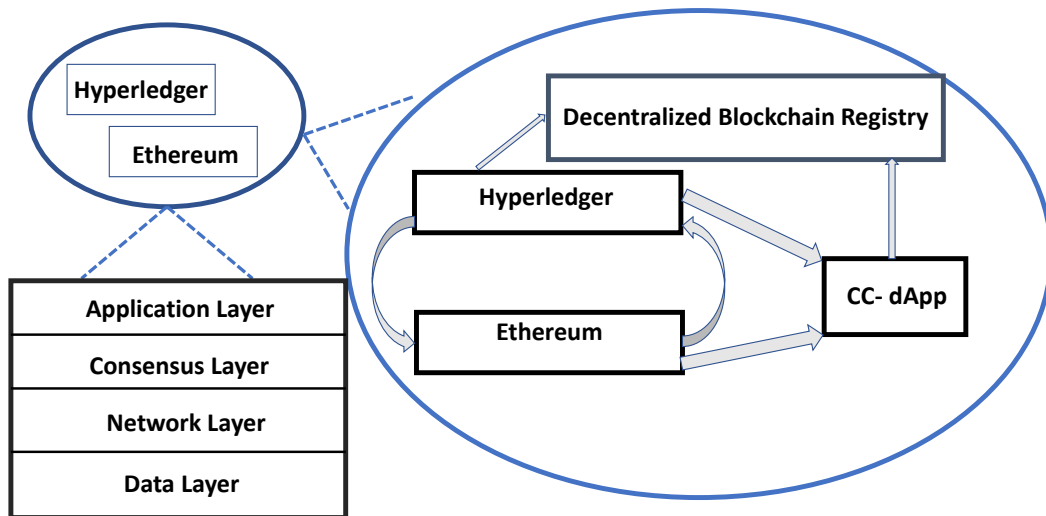 Hyperledger
Ethereum
Application Layer
Consensus Layer
Network Layer
Data Layer
Decentralized Blockchain Registry
Hyperledger
Ethereum
CC- dApp